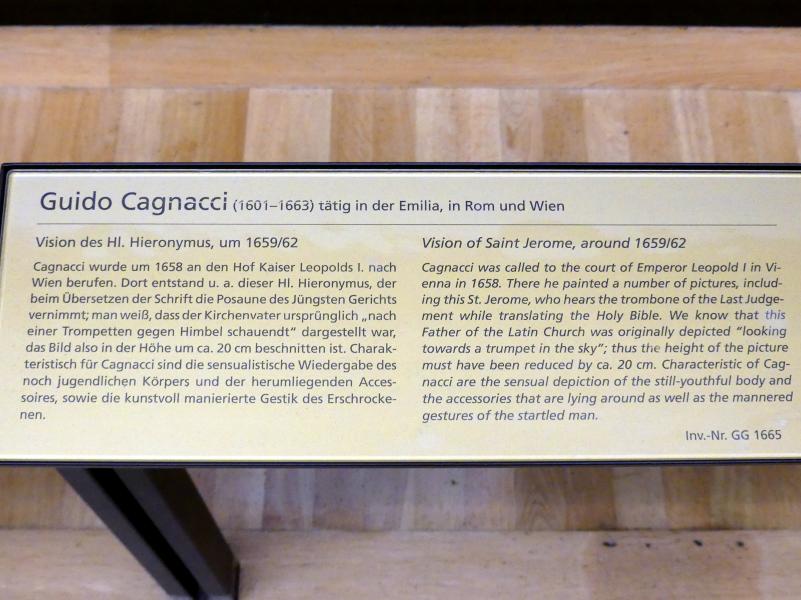 Guido Cagnacci (1601–1663) tätig in der Emilia, in Rom und Wien
Vision des Hl. Hieronymus, um 1659/62
Cagnacci wurde um 1658 an den Hof Kaiser Leopolds I. nach
Wien berufen. Dort entstand u. a. dieser Hl. Hieronymus, der
beim Übersetzen der Schrift die Posaune des Jüngsten Gerichts
vernimmt; man weiß, dass der Kirchenvater ursprünglich „nach
einer Trompetten gegen Himbel schauendt“ dargestellt war,
das Bild also in der Höhe um ca. 20 cm beschnitten ist. Charak-
teristisch für Cagnacci sind die sensualistische Wiedergabe des
noch jugendlichen Körpers und der herumliegenden Acces-
soires, sowie die kunstvoll manierierte Gestik des Erschrocke-
nen.
Vision of Saint Jerome, around 1659/62
Cagnacci was called to the court of Emperor Leopold I in Vi-
enna in 1658. There he painted a number of pictures, includ-
ing this St. Jerome, who hears the trombone of the Last Judge-
ment while translating the Holy Bible. We know that this
Father of the Latin Church was originally depicted “looking
towards a trumpet in the sky”; thus the height of the picture
must have been reduced by ca. 20 cm. Characteristic of Cag-
nacci are the sensual depiction of the still-youthful body and
the accessories that are lying around as well as the mannered
gestures of the startled man.
Inv.-Nr. GG 1665